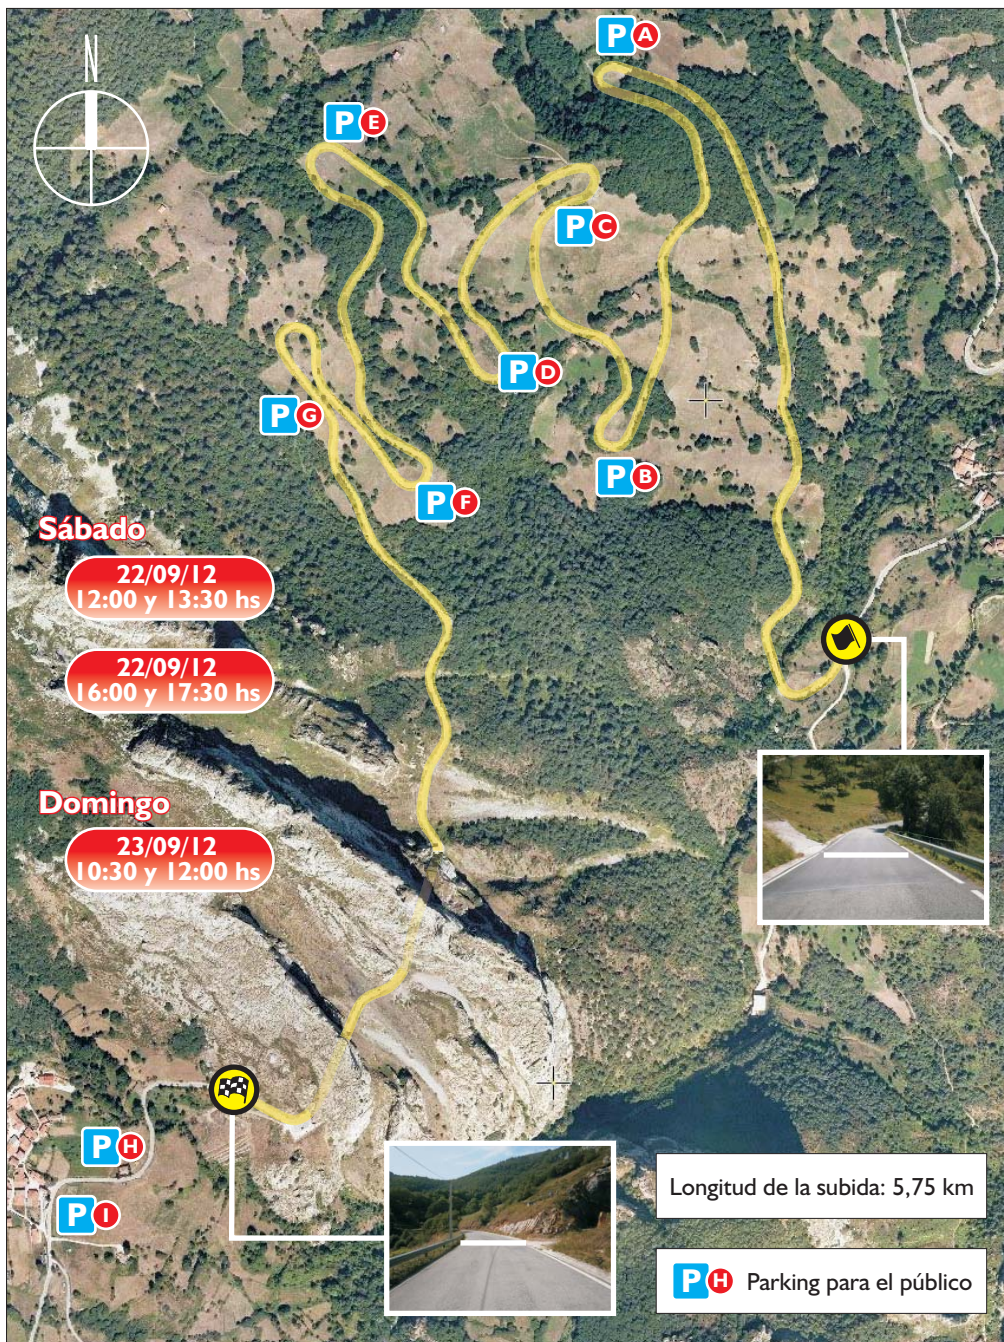 N
P A
P E
P C
P D
P G
P B
P F
Sábado
22/09/12
12:00 y 13:30 hs
22/09/12
16:00 y 17:30 hs
Domingo
23/09/12
10:30 y 12:00 hs
P H
P I
Longitud de la subida: 5,75 km
P H Parking para el público